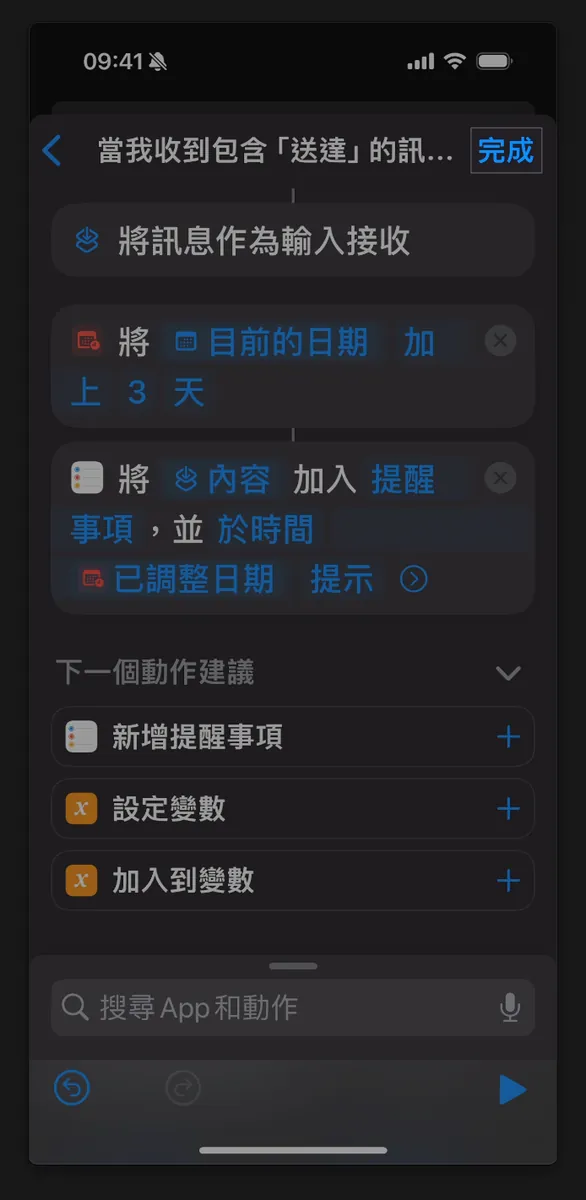 09:41
當我收到包含「送達」的訊... 完成
將訊息作為輸入接收
將 目前的日期 加
上 3 天
將 內容 加入 提醒
事項，並 於時間
已調整日期 提示
下一個動作建議
新增提醒事項
x 設定變數
x 加入到變數
搜尋 App 和動作